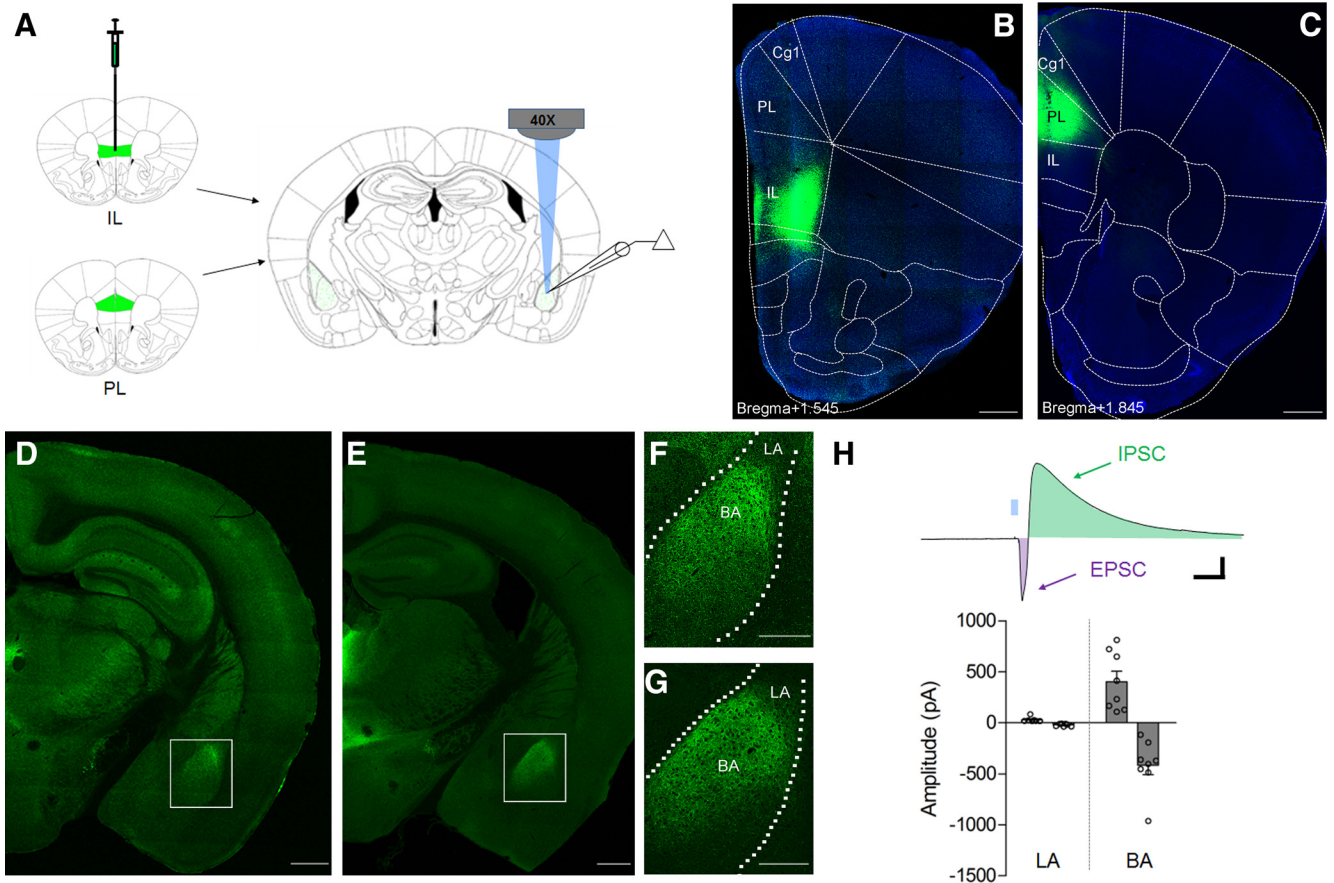 A
40X
IL
PL
B
Cg1
PL
IL
Bregma+1.545
C
Cg1
PL
IL
Bregma+1.845
D
E
F
LA
BA
G
LA
BA
H
IPSC
EPSC
Amplitude (pA)
1000
500
0
-500
-1000
-1500
LA
BA